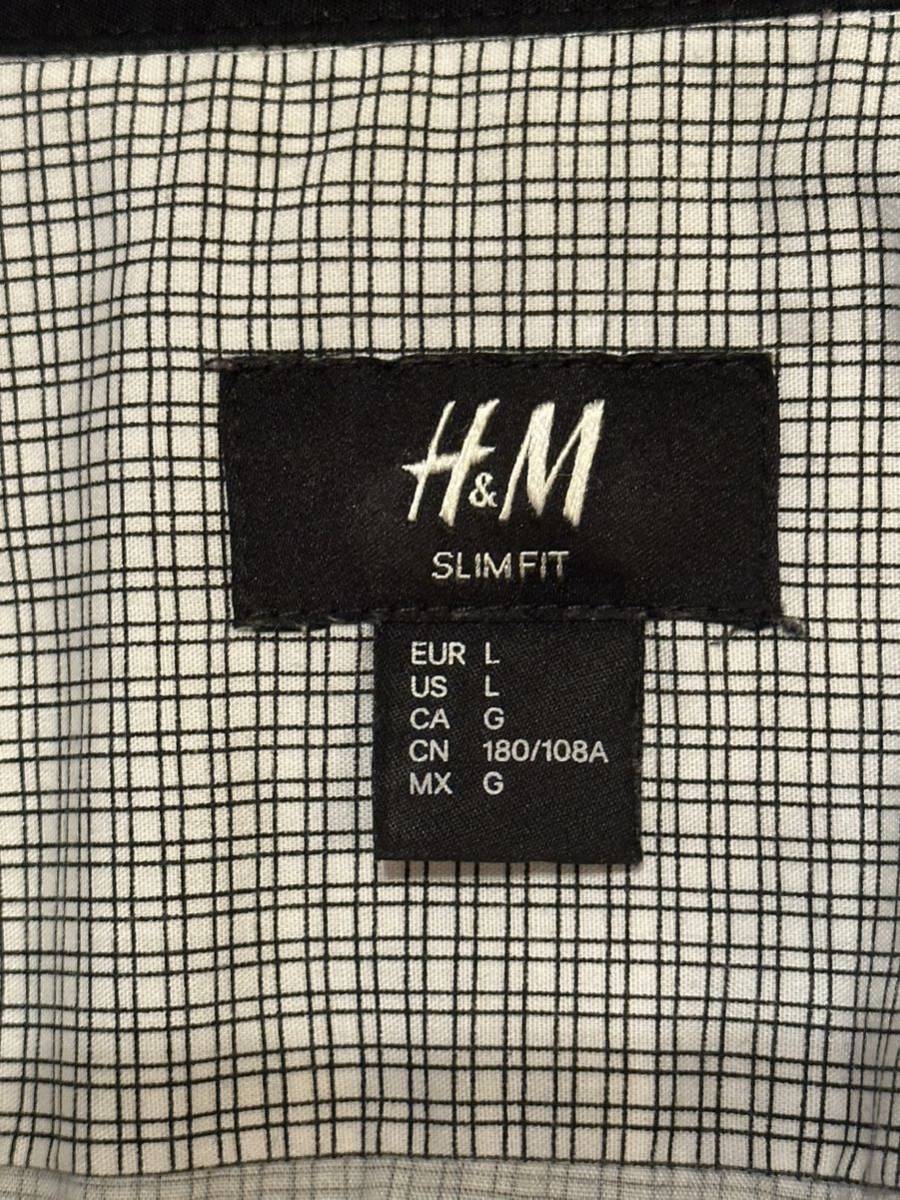 H&M
SLIM FIT
EUR L
US L
CA G
CN 180/108A
MX G